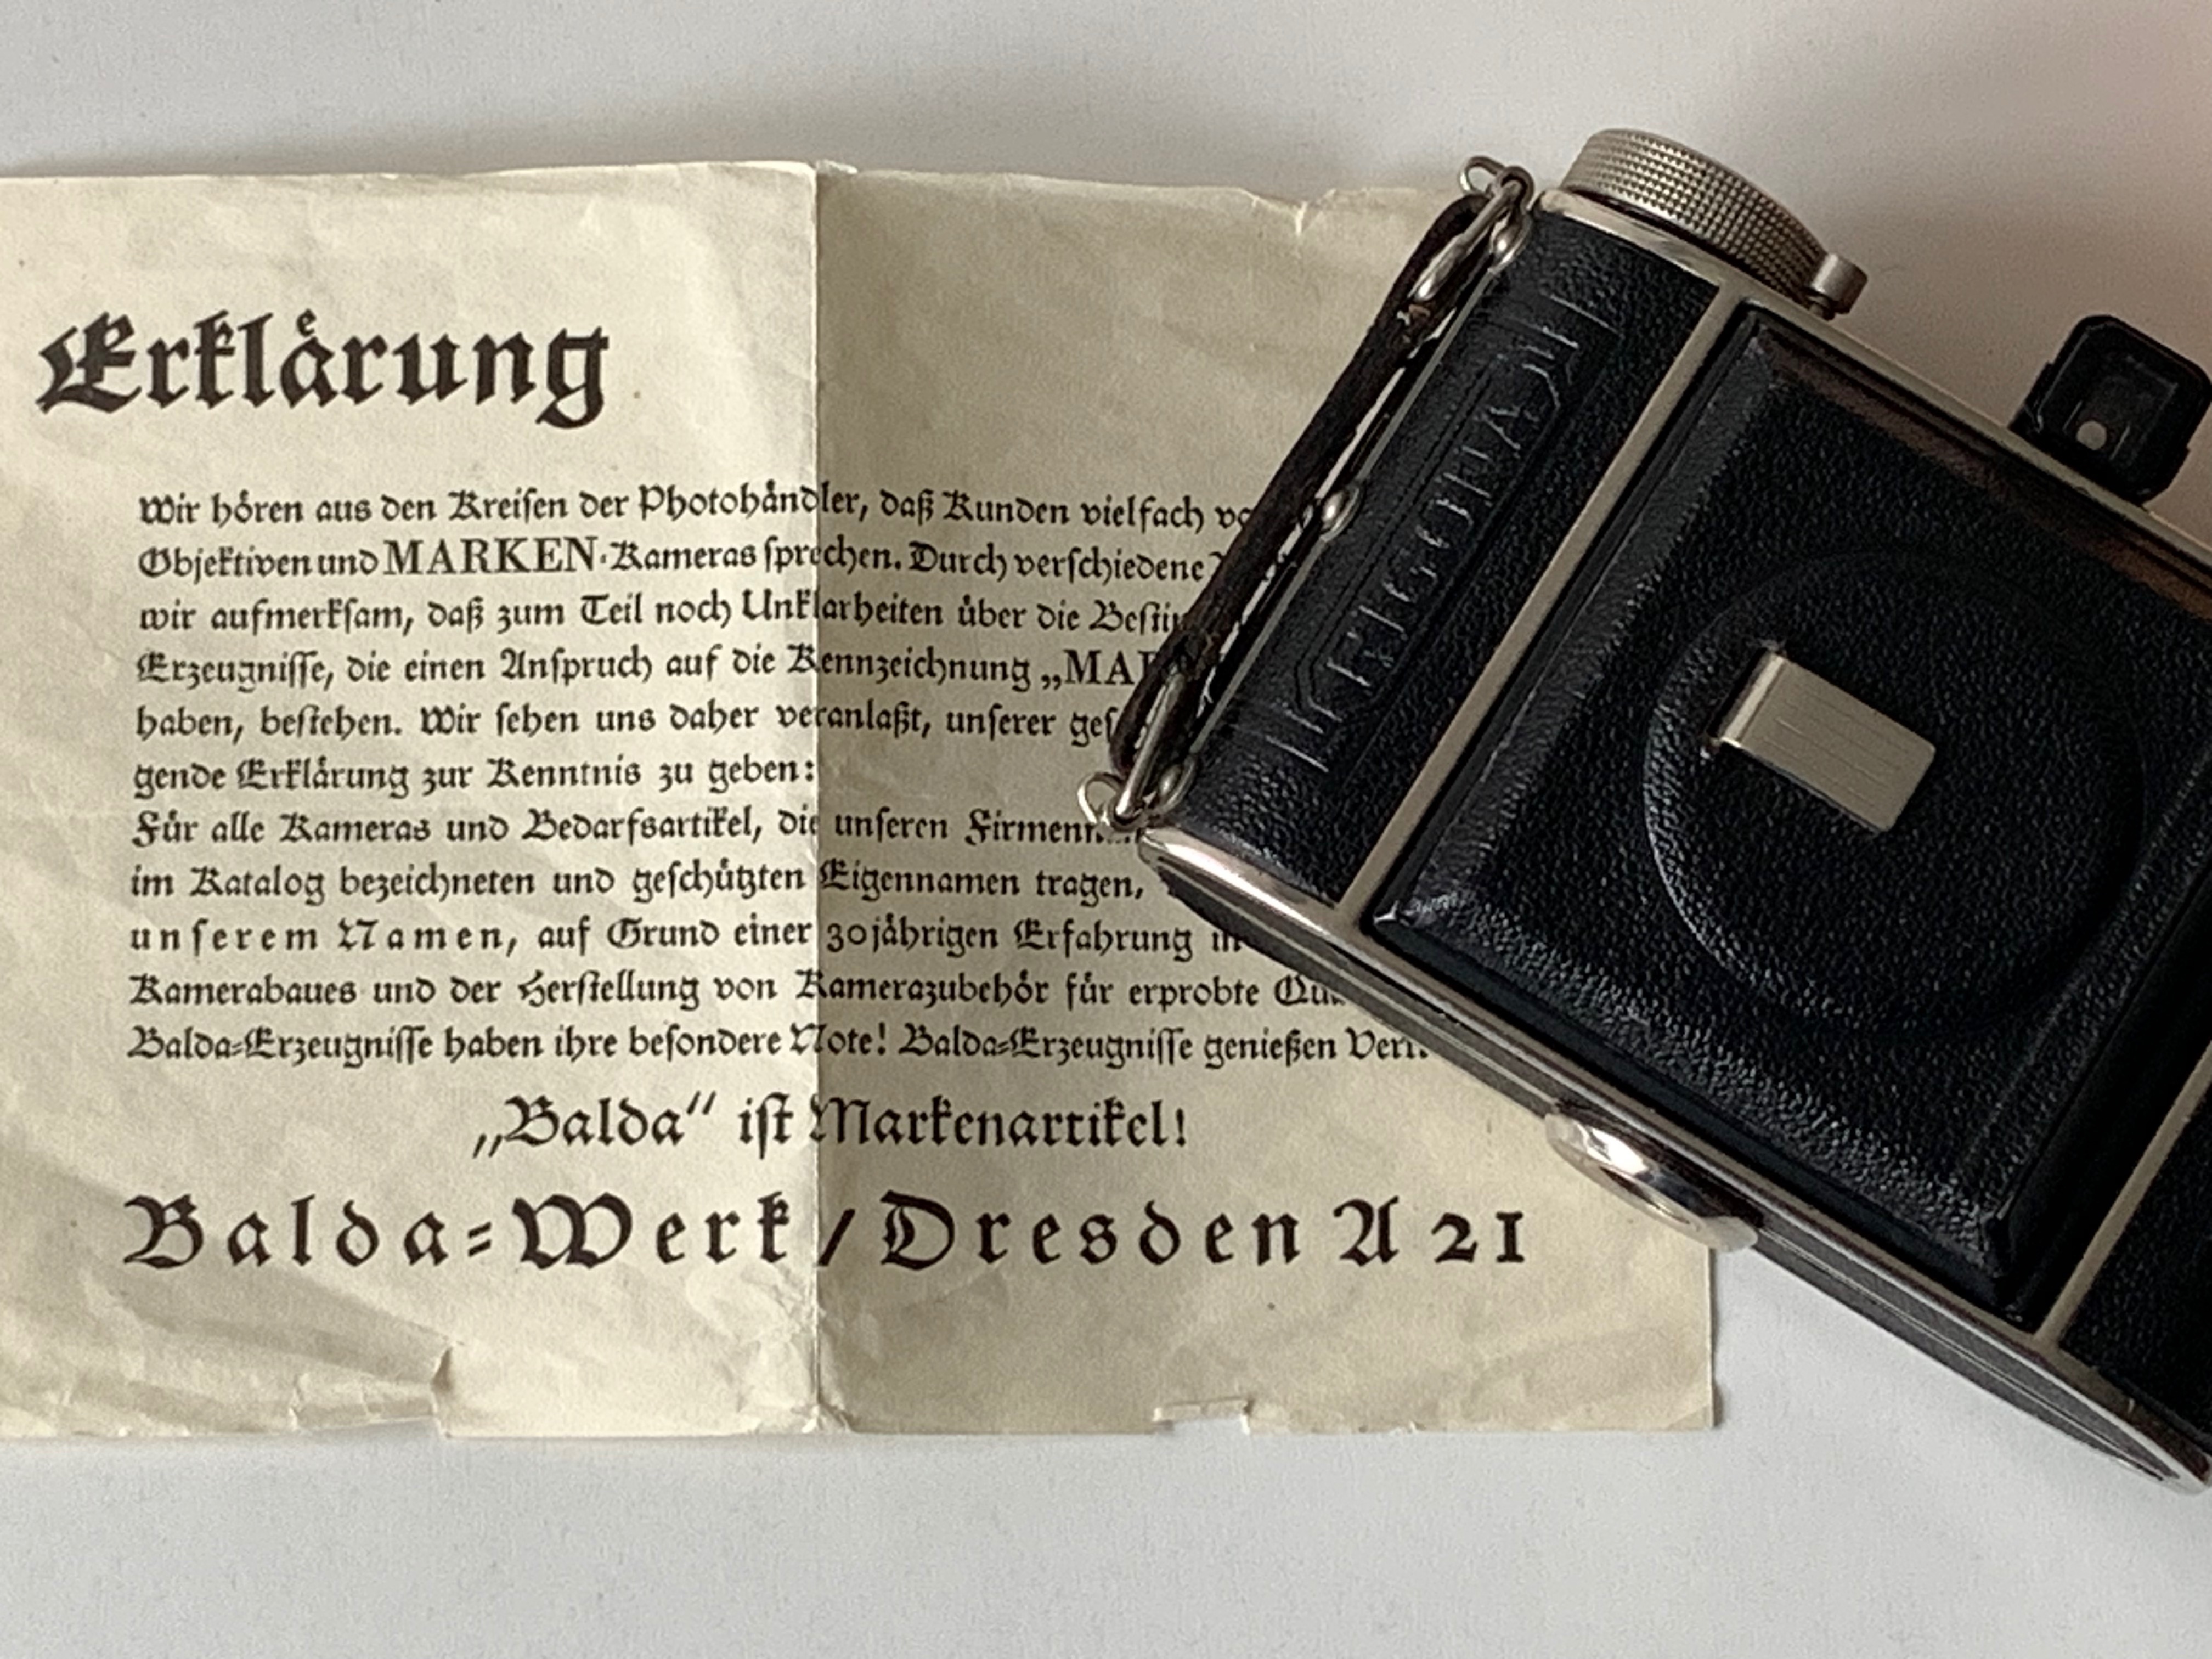 Erklärung
Wir hören aus den Kreiſen der Photohändler, daß Kunden vielfach
Objektiven und MARKEN-Kameras ſprechen. Durch verſchiedene
wir aufmerkſam, daß zum Teil noch Unklarheiten über die
Erzeugniſſe, die einen Anſpruch auf die Kennzeichnung
haben, beſtehen. Wir ſehen uns daher veranlaßt, unſerer
gende Erklärung zur Kenntnis zu geben:
Für alle Kameras und Bedarfsartikel, die unſeren
im Katalog bezeichneten und geſchützten Eigennamen tragen,
unſerem Namen, auf Grund einer 30jährigen Erfahrung
Kamerabaues und der Herſtellung von Kamerazubehör für erprobte
Balda=Erzeugniſſe haben ihre beſondere Note! Balda=Erzeugniſſe genießen
„Balda“ iſt Markenartikel!
Balda=Werk / Dresden A 21
RIGONA